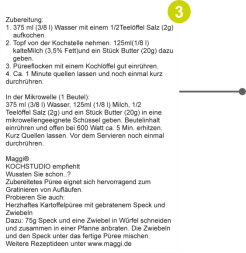 3
Zubereitung:
1. 375 ml (3/8 l) Wasser mit einem 1/2Teelöffel Salz (2g)
aufkochen.
2. Topf von der Kochstelle nehmen. 125ml(1/8 l)
kalteMilch (3,5% Fett)und ein Stück Butter (20g) dazu
geben.
3. Püreeflocken mit einem Kochlöffel gut einrühren.
4. Ca. 1 Minute quellen lassen und noch einmal kurz
durchrühren.
In der Mikrowelle (1 Beutel):
375 ml (3/8 l) Wasser, 125ml (1/8 l) Milch, 1/2
Teelöffel Salz (2g) und ein Stück Butter (20g) in eine
mikrowellengeeignete Schüssel geben. Beutelinhalt
einrühren und offen bei 600 Watt ca. 5 Min. erhitzen.
Kurz Quellen lassen. Vor dem Servieren noch einmal
durchrühren.
Maggi®
KOCHSTUDIO empfiehlt
Wussten Sie schon..?
Zubereitetes Püree eignet sich hervorragend zum
Gratinieren von Aufläufen.
Probieren Sie auch:
Herzhaftes Kartoffelpüree mit gebratenem Speck und
Zwiebeln
Dazu: 75g Speck und eine Zwiebel in Würfel schneiden
und zusammen in einer Pfanne anbraten. Die Zwiebeln
und den Speck unter das fertige Püree mischen.
Weitere Rezeptideen unter www.maggi.de